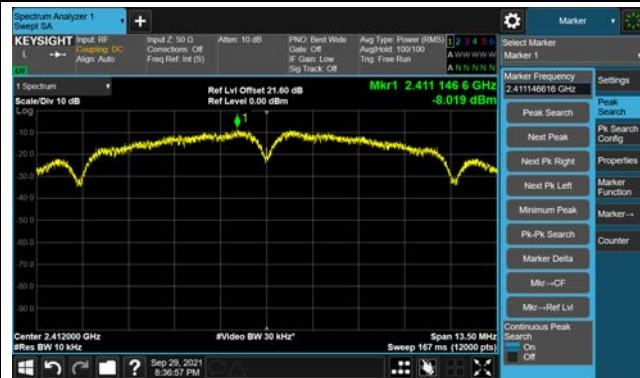 Spectrum Analyzer 1
Swept SA
KEYSIGHT
L
Input: RF
Coupling: DC
Align: Auto
Input Z: 50 Ω
Corrections: Off
Freq Ref: Int (S)
Atten: 10 dB
PNO: Best Wide
Gate: Off
IF Gain: Low
Sig Track: Off
Avg Type: Power (RMS)
Avg|Hold: 100/100
Trig: Free Run
1 2 3 4 5 6
A W W W W W
A N N N N N
1 Spectrum
Scale/Div 10 dB
Log
Ref Lvl Offset 21.60 dB
Ref Level 0.00 dBm
Mkr1 2.411 146 6 GHz
-8.019 dBm
1
-10.0
-20.0
-30.0
-40.0
-50.0
-60.0
-70.0
-80.0
-90.0
Center 2.412000 GHz
#Res BW 10 kHz
#Video BW 30 kHz*
Span 13.50 MHz
Sweep 167 ms (12000 pts)
Sep 29, 2021
8:36:57 PM
Marker
Select Marker
Marker 1
Marker Frequency
2.411146616 GHz
Peak Search
Next Peak
Next Pk Right
Next Pk Left
Minimum Peak
Pk-Pk Search
Marker Delta
Mkr→CF
Mkr→Ref Lvl
Continuous Peak
Search
On
Off
Settings
Peak
Search
Pk Search
Config
Properties
Marker
Function
Marker→
Counter